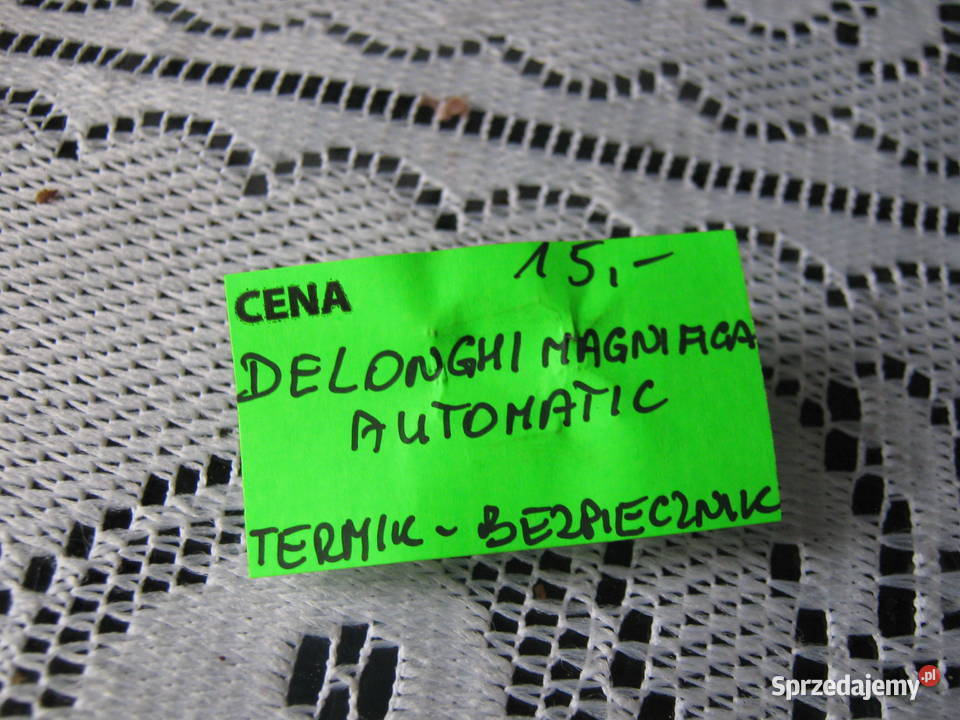 15,-
CENA
DELONGHI MAGNIFICA
AUTOMATIC
TERMIK - BEZPIECZNIK
Sprzedajemy.pl